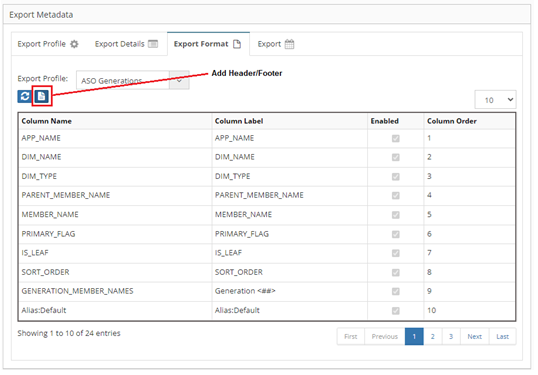 Export Metadata
Export Profile Export Details Export Format Export
Export Profile: ASO Generations
Add Header/Footer
10
Column Name Column Label Enabled Column Order
APP_NAME APP_NAME 1
DIM_NAME DIM_NAME 2
DIM_TYPE DIM_TYPE 3
PARENT_MEMBER_NAME PARENT_MEMBER_NAME 4
MEMBER_NAME MEMBER_NAME 5
PRIMARY_FLAG PRIMARY_FLAG 6
IS_LEAF IS_LEAF 7
SORT_ORDER SORT_ORDER 8
GENERATION_MEMBER_NAMES Generation <##> 9
Alias:Default Alias:Default 10
Showing 1 to 10 of 24 entries
First Previous 1 2 3 Next Last